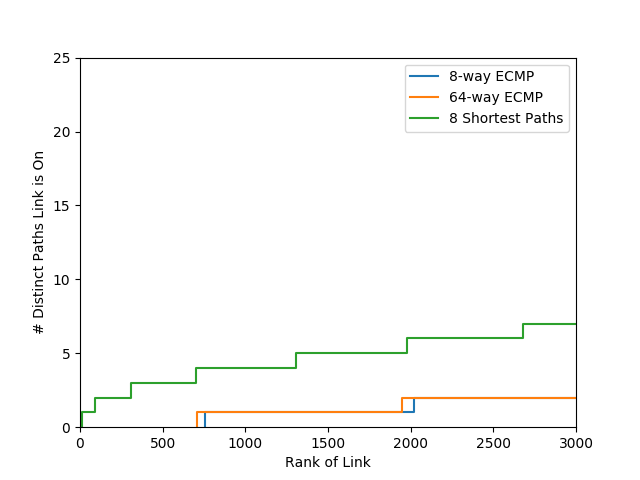 25
20
15
10
5
0
# Distinct Paths Link is On
8-way ECMP
64-way ECMP
8 Shortest Paths
0 500 1000 1500 2000 2500 3000
Rank of Link